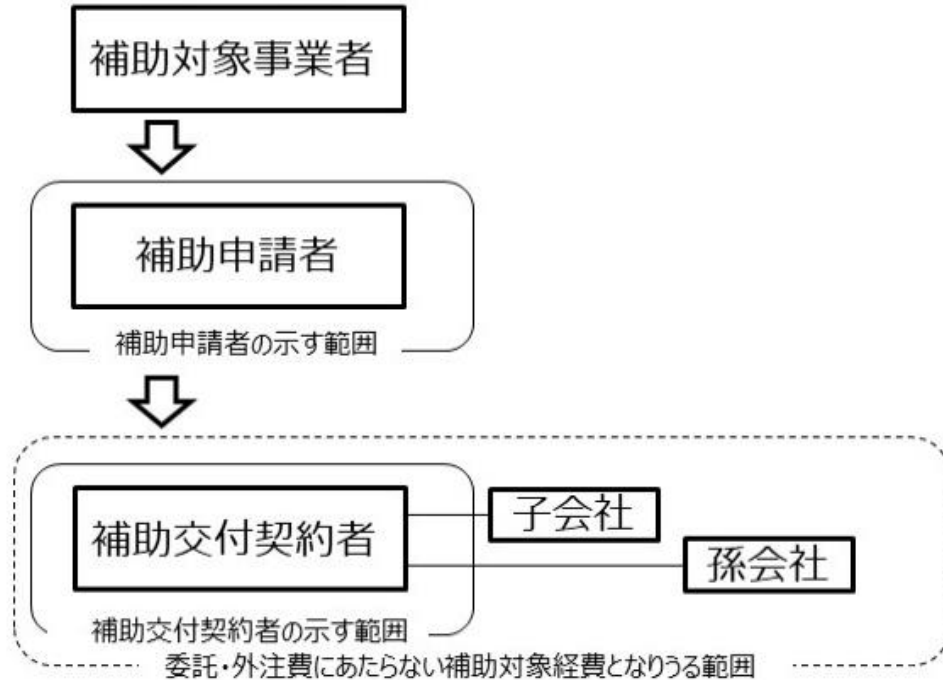 補助対象事業者
補助申請者
補助申請者の示す範囲
補助交付契約者
子会社
孫会社
補助交付契約者の示す範囲
委託・外注費にあたらない補助対象経費となりうる範囲